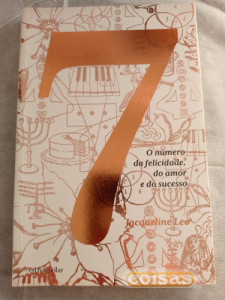 7
O número
da felicidade,
do amor
e do sucesso
Jacqueline Leo
coisas